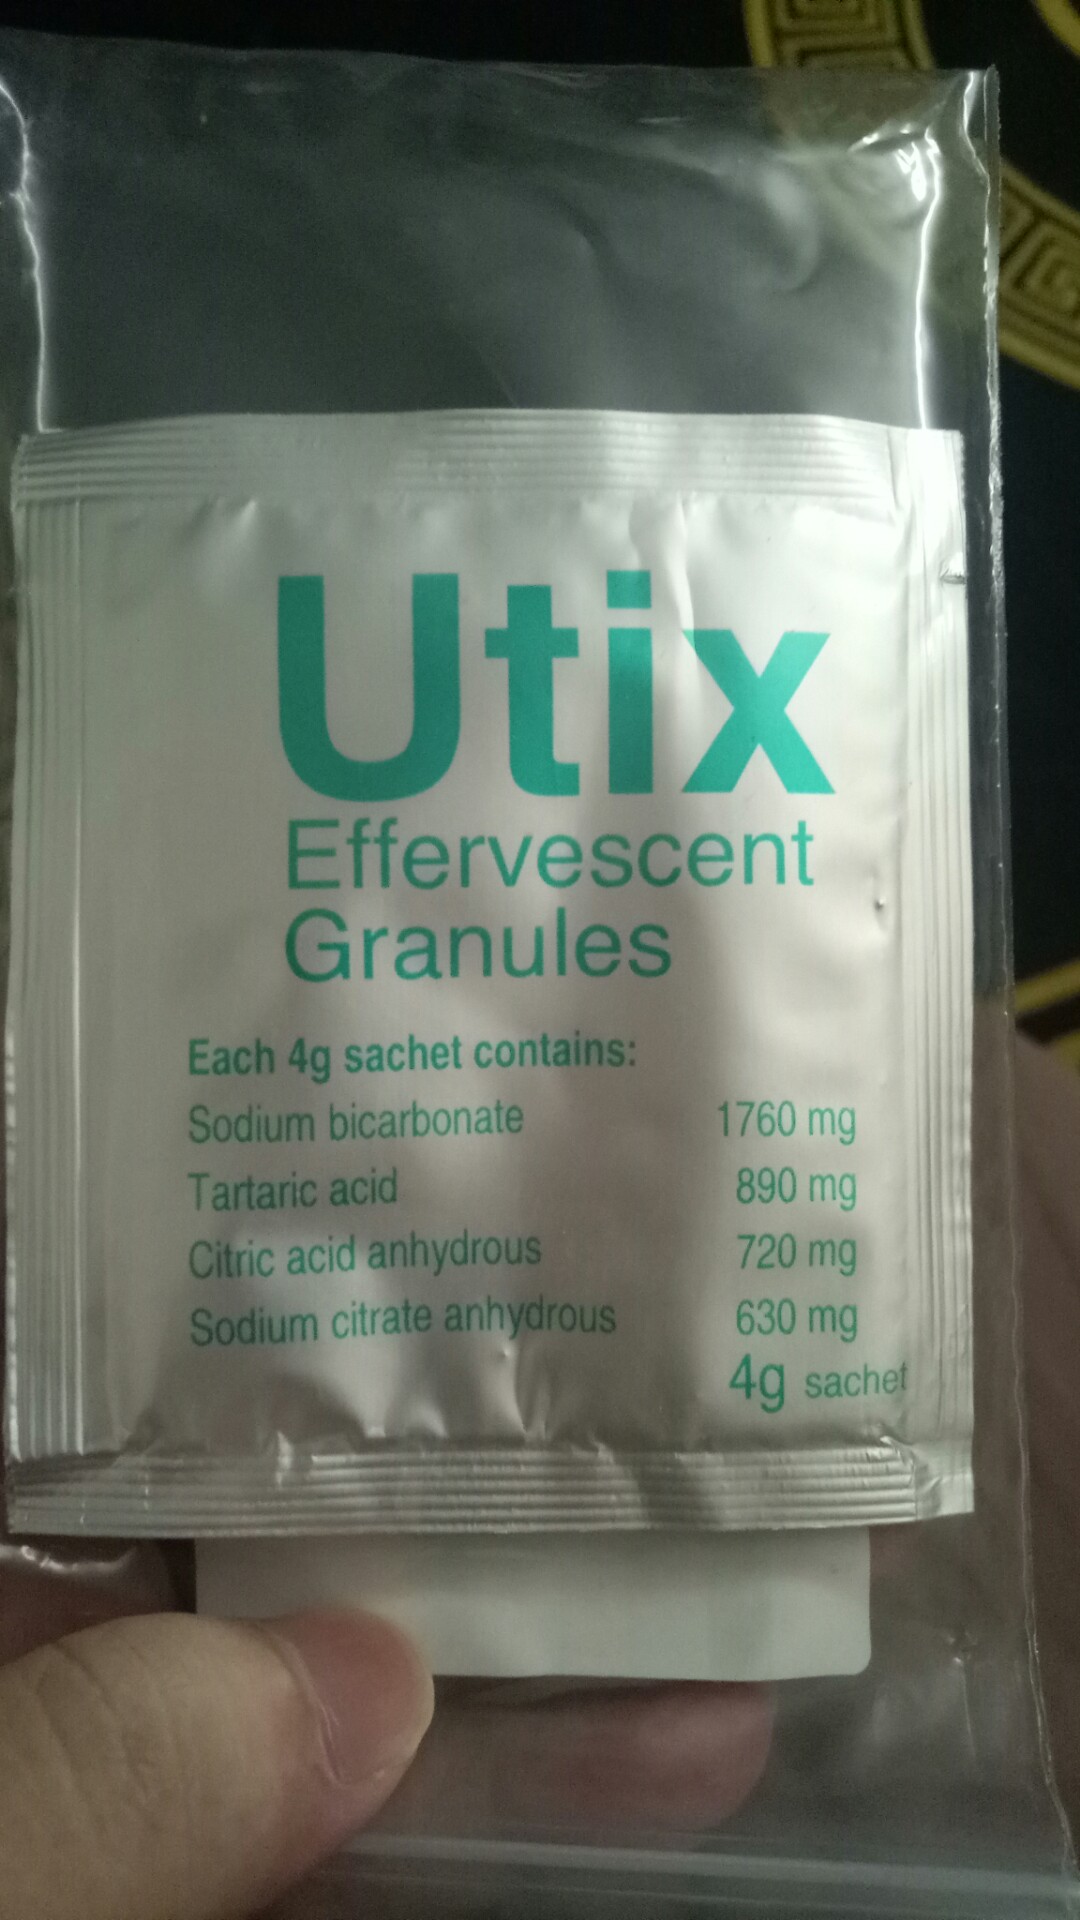 Utix
Effervescent
Granules
Each 4g sachet contains:
Sodium bicarbonate 1760 mg
Tartaric acid 890 mg
Citric acid anhydrous 720 mg
Sodium citrate anhydrous 630 mg
4g sachet